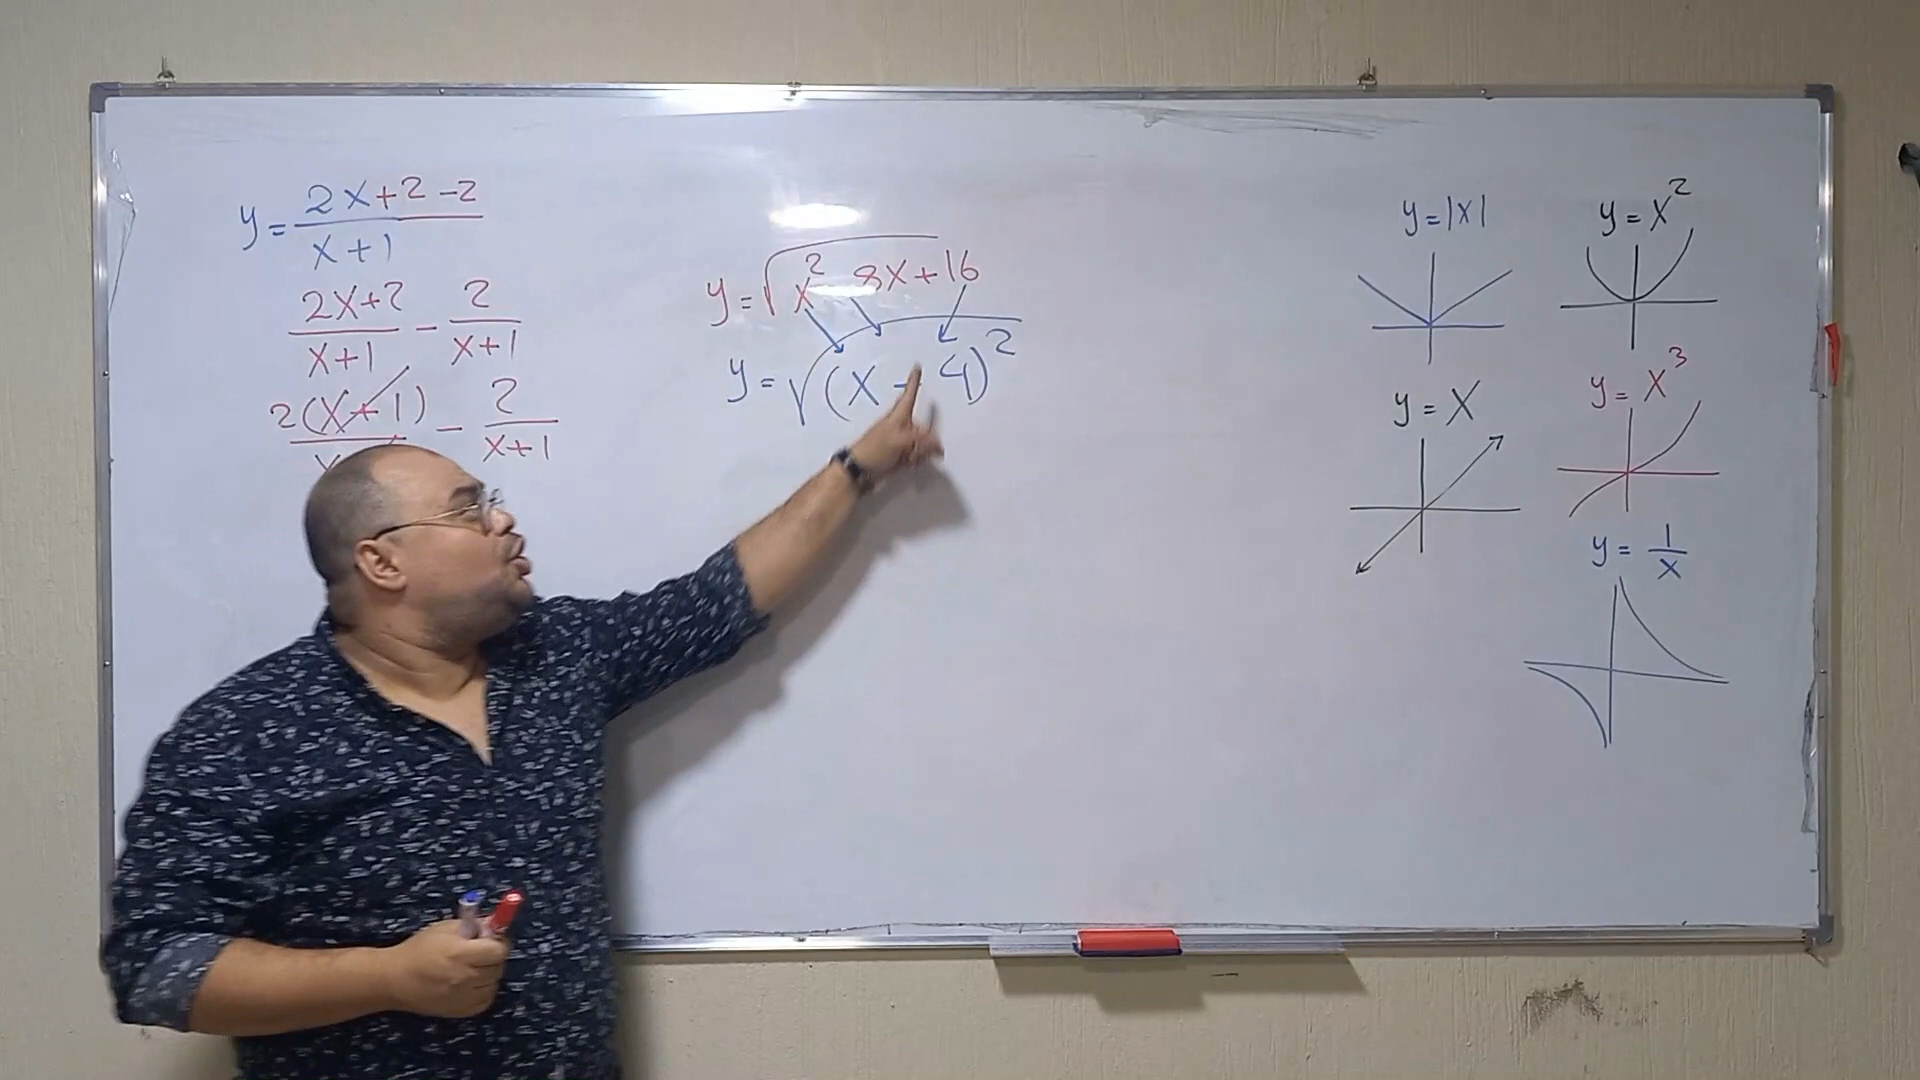 y = (2x+2-2)/(x+1)
(2x+2)/(x+1) - 2/(x+1)
2(x+1)/x - 2/(x+1)
y = √(x² 8x+16)
y = √((x - 4)²)
y = |x|
y = x²
y = x
y = x³
y = 1/x